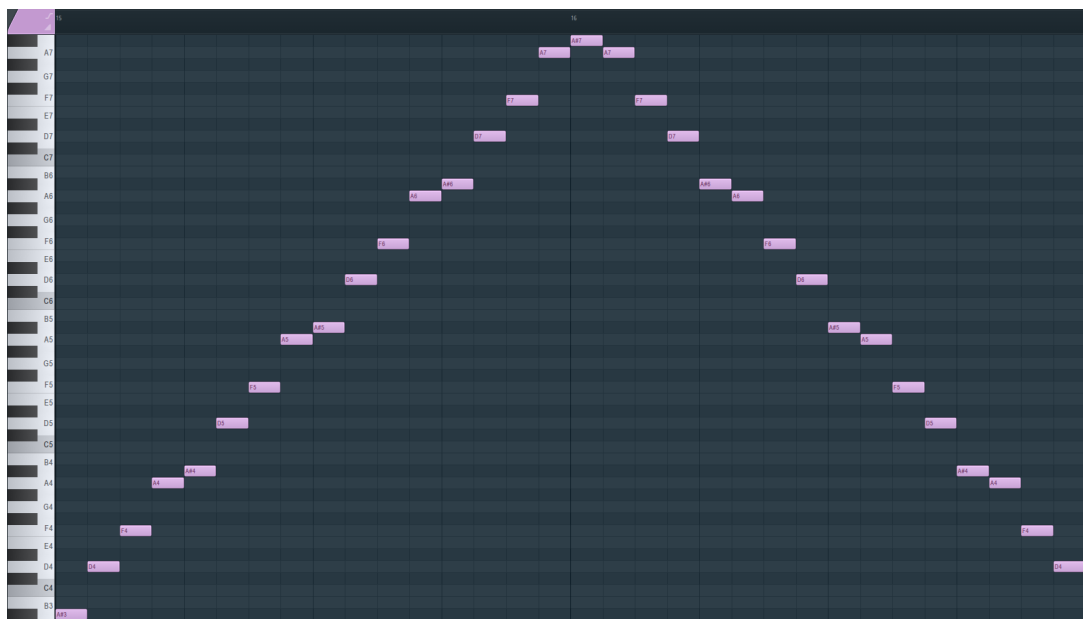 15 16
A#7
A7 A7 A7
G7
F7 F7 F7
E7
D7 D7 D7
C7
B6
A#6 A#6
A6 A6 A6
G6
F6 F6 F6
E6
D6 D6 D6
C6
B5
A#5 A#5
A5 A5 A5
G5
F5 F5 F5
E5
D5 D5 D5
C5
B4
A#4 A#4
A4 A4 A4
G4
F4 F4 F4
E4
D4 D4 D4
C4
B3
A#3